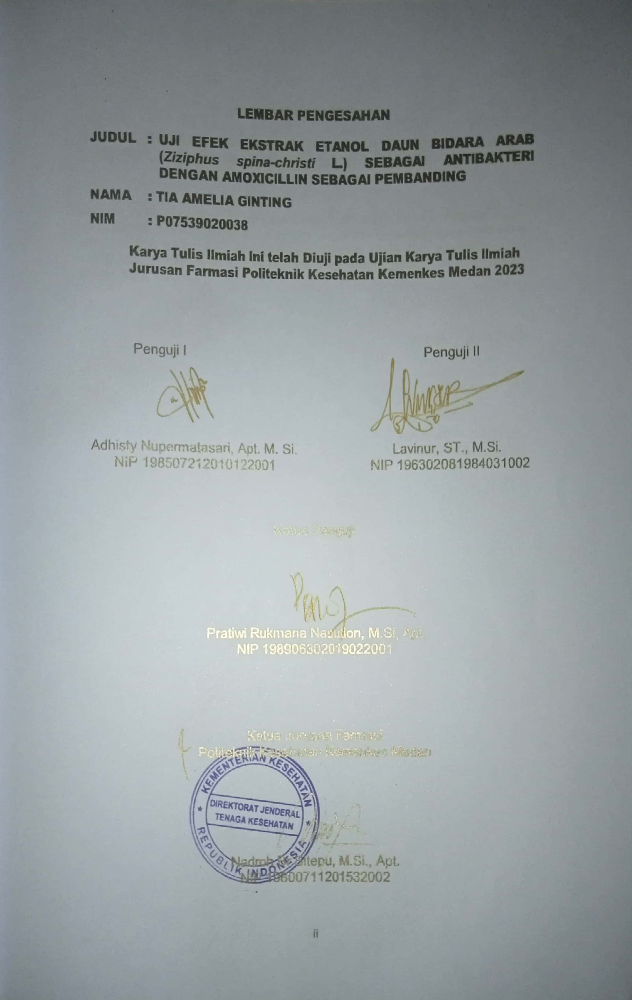 LEMBAR PENGESAHAN
JUDUL : UJI EFEK EKSTRAK ETANOL DAUN BIDARA ARAB
(Ziziphus spina-christi L.) SEBAGAI ANTIBAKTERI
DENGAN AMOXICILLIN SEBAGAI PEMBANDING
NAMA : TIA AMELIA GINTING
NIM : P07539020038
Karya Tulis Ilmiah Ini telah Diuji pada Ujian Karya Tulis Ilmiah
Jurusan Farmasi Politeknik Kesehatan Kemenkes Medan 2023
Penguji I
Penguji II
Adhisty Nupermatasari, Apt. M. Si.
NIP 198507212010122001
Lavinur, ST., M.Si.
NIP 196302081984031002
Ketua Penguji
Pratiwi Rukmana Nasution, M.Si, Apt.
NIP 198906302019022001
Ketua Jurusan Farmasi
Politeknik Kesehatan Kemenkes Medan
KEMENTERIAN KESEHATAN
DIREKTORAT JENDERAL
TENAGA KESEHATAN
REPUBLIK INDONESIA
Nadroh Sitepu, M.Si., Apt.
NIP
ii